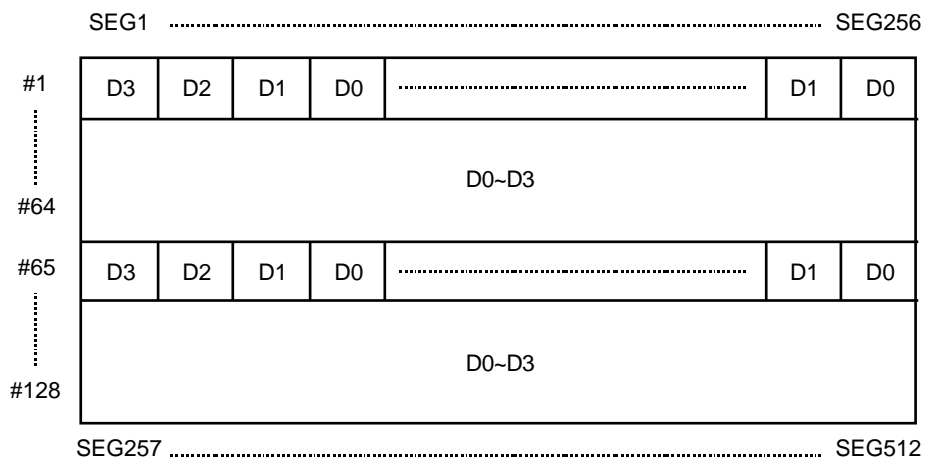 SEG1 SEG256
#1 D3 D2 D1 D0 D1 D0
D0~D3
#64
#65 D3 D2 D1 D0 D1 D0
D0~D3
#128
SEG257 SEG512